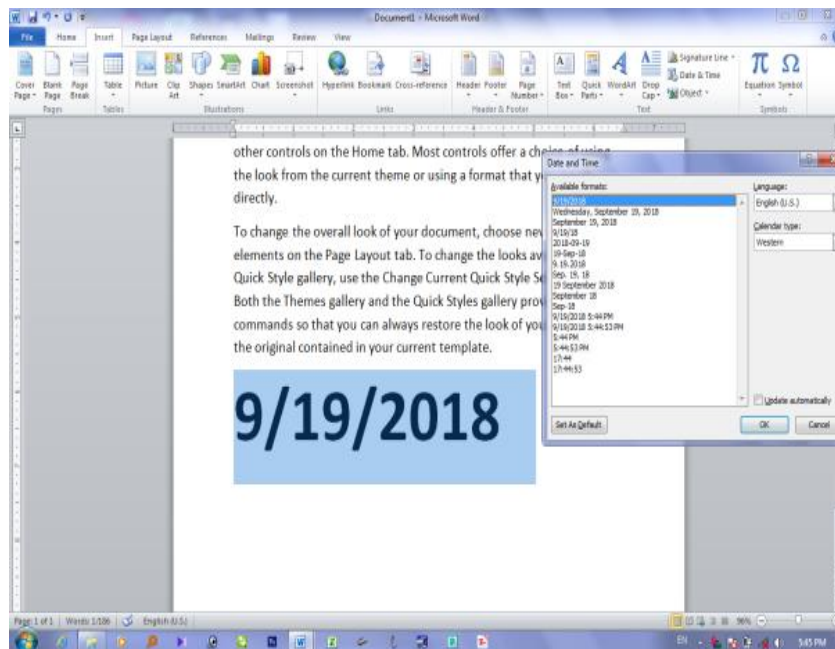 Document1 - Microsoft Word
File Home Insert Page Layout References Mailings Review View
Cover Page Blank Page Page Break Table Picture Clip Art Shapes SmartArt Chart Screenshot Hyperlink Bookmark Cross-reference Header Footer Page Number Text Box Quick Parts WordArt Drop Cap Signature Line Date & Time Object Equation Symbol
Pages Tables Illustrations Links Header & Footer Text Symbols
other controls on the Home tab. Most controls offer a choice of using
the look from the current theme or using a format that y
directly.
To change the overall look of your document, choose new
elements on the Page Layout tab. To change the looks av
Quick Style gallery, use the Change Current Quick Style Se
Both the Themes gallery and the Quick Styles gallery prov
commands so that you can always restore the look of you
the original contained in your current template.
9/19/2018
Date and Time
Available formats:
9/19/2018
Wednesday, September 19, 2018
September 19, 2018
9/19/18
2018-09-19
19-Sep-18
9.19.2018
Sep. 19, 18
19 September 2018
September 18
Sep-18
9/19/2018 5:44 PM
9/19/2018 5:44:53 PM
5:44 PM
5:44:53 PM
17:44
17:44:53
Language:
English (U.S.)
Calendar type:
Western
Update automatically
Set As Default OK Cancel
Page: 1 of 1 Words: 1/186 English (U.S.) 96%
EN 5:45 PM